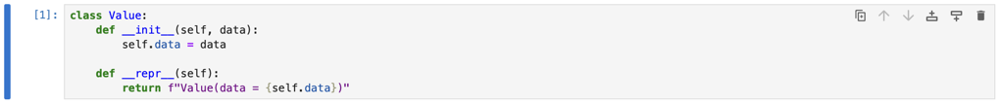 [1]: class Value:
    def __init__(self, data):
        self.data = data

    def __repr__(self):
        return f"Value(data = {self.data})"